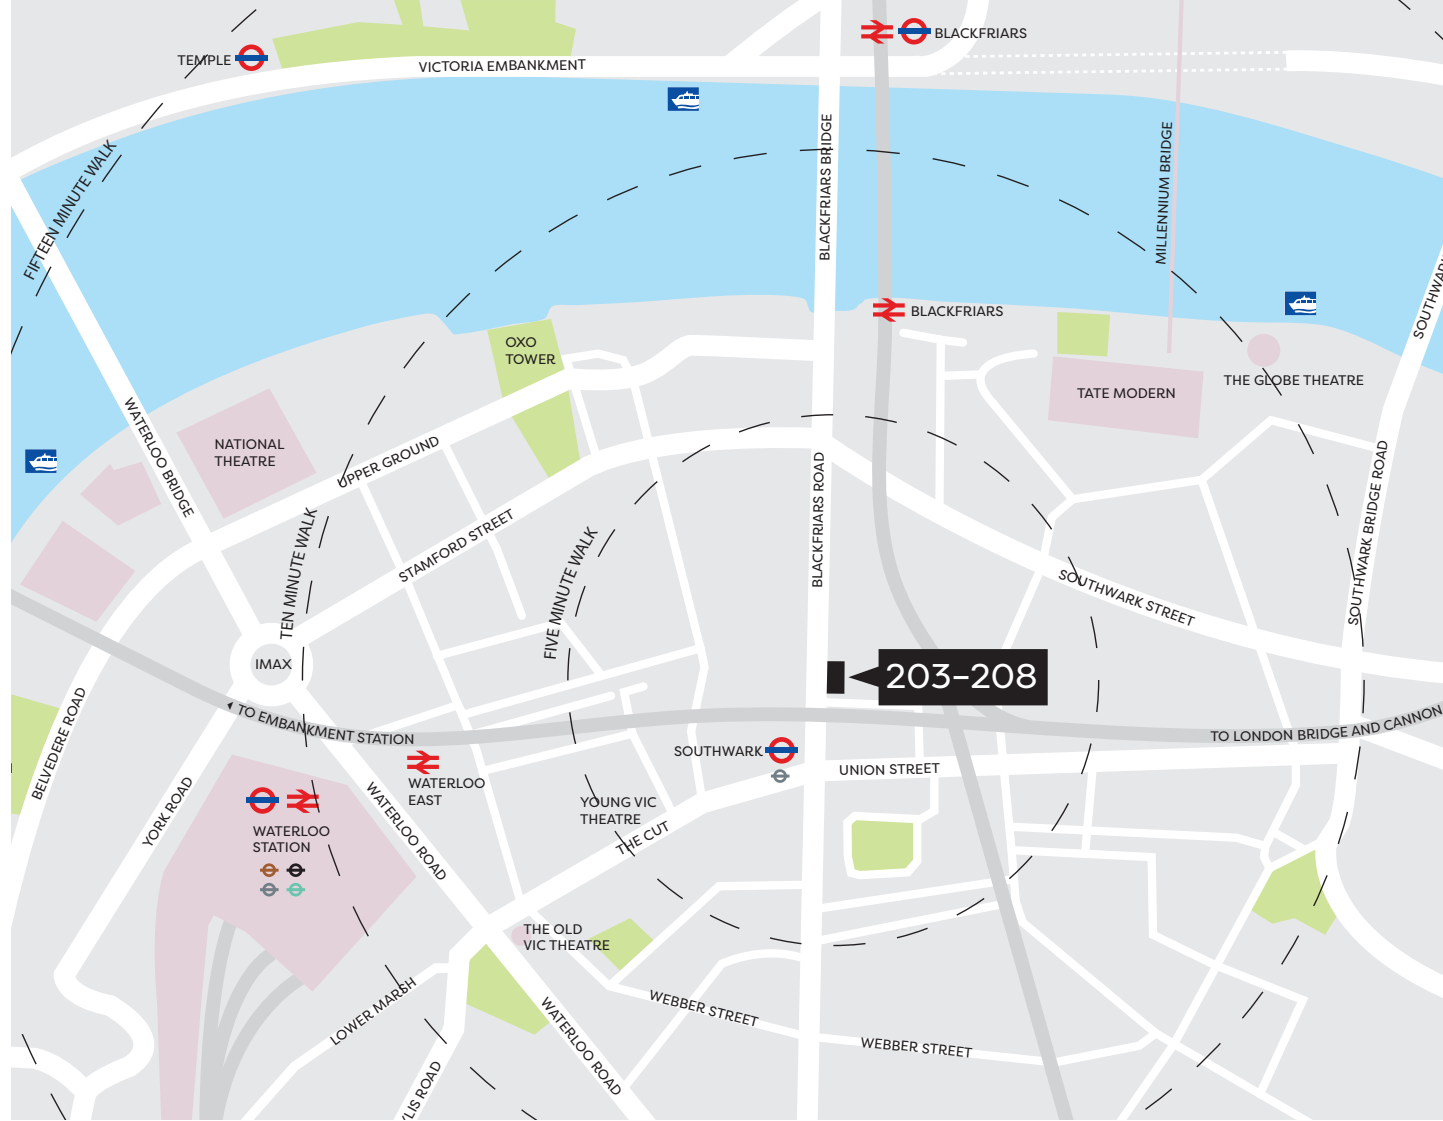 BLACKFRIARS
TEMPLE
VICTORIA EMBANKMENT
FIFTEEN MINUTE WALK
BLACKFRIARS BRIDGE
MILLENNIUM BRIDGE
BLACKFRIARS
OXO
TOWER
TATE MODERN
THE GLOBE THEATRE
WATERLOO BRIDGE
NATIONAL
THEATRE
UPPER GROUND
STAMFORD STREET
TEN MINUTE WALK
FIVE MINUTE WALK
BLACKFRIARS ROAD
SOUTHWARK STREET
SOUTHWARK BRIDGE ROAD
IMAX
203–208
TO EMBANKMENT STATION
TO LONDON BRIDGE AND CANNON
BELVEDERE ROAD
YORK ROAD
SOUTHWARK
UNION STREET
WATERLOO
EAST
WATERLOO ROAD
YOUNG VIC
THEATRE
THE CUT
WATERLOO
STATION
THE OLD
VIC THEATRE
LOWER MARSH
WATERLOO ROAD
WEBBER STREET
WEBBER STREET